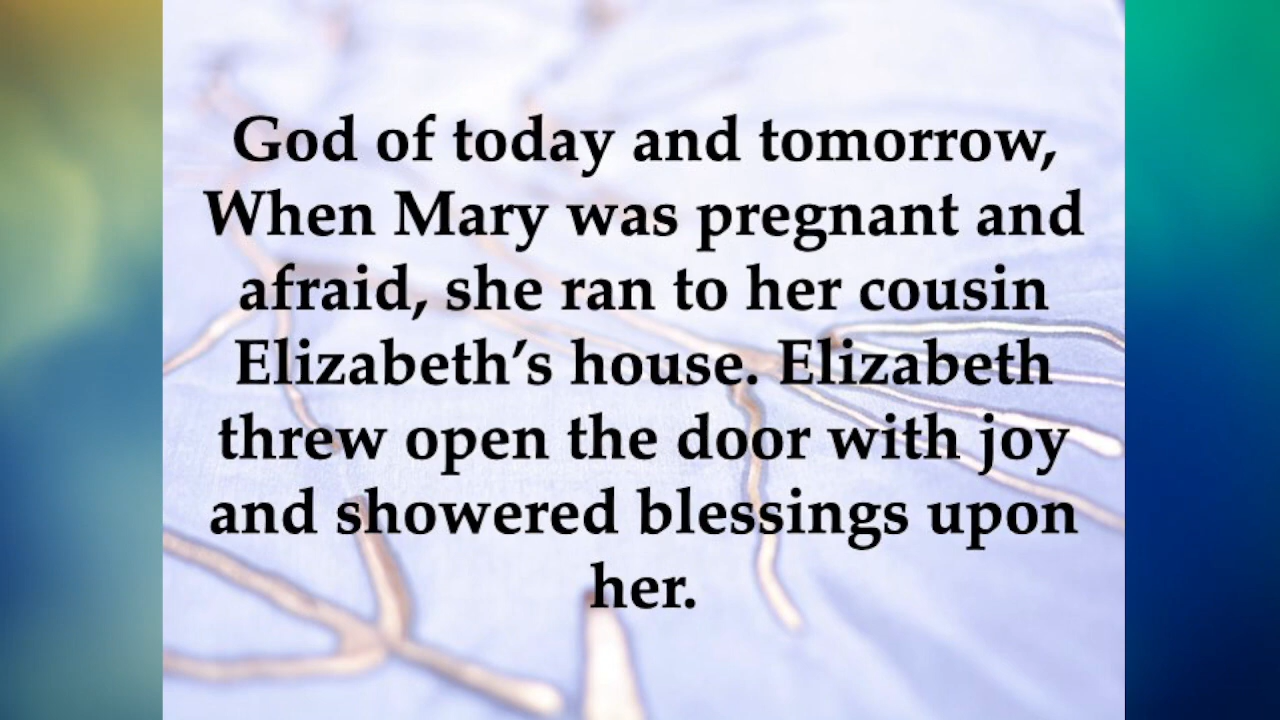 God of today and tomorrow,
When Mary was pregnant and
afraid, she ran to her cousin
Elizabeth’s house. Elizabeth
threw open the door with joy
and showered blessings upon
her.